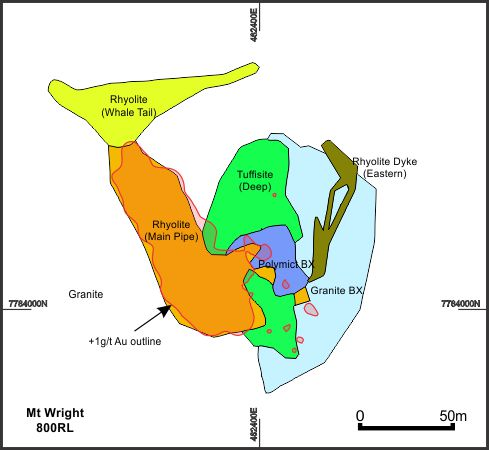 482400E
Rhyolite
(Whale Tail)
Rhyolite Dyke
(Eastern)
Tuffisite
(Deep)
Rhyolite
(Main Pipe)
Polymict BX
Granite
Granite BX
7784000N
7784000N
+1g/t Au outline
Mt Wright
800RL
482400E
0
50m